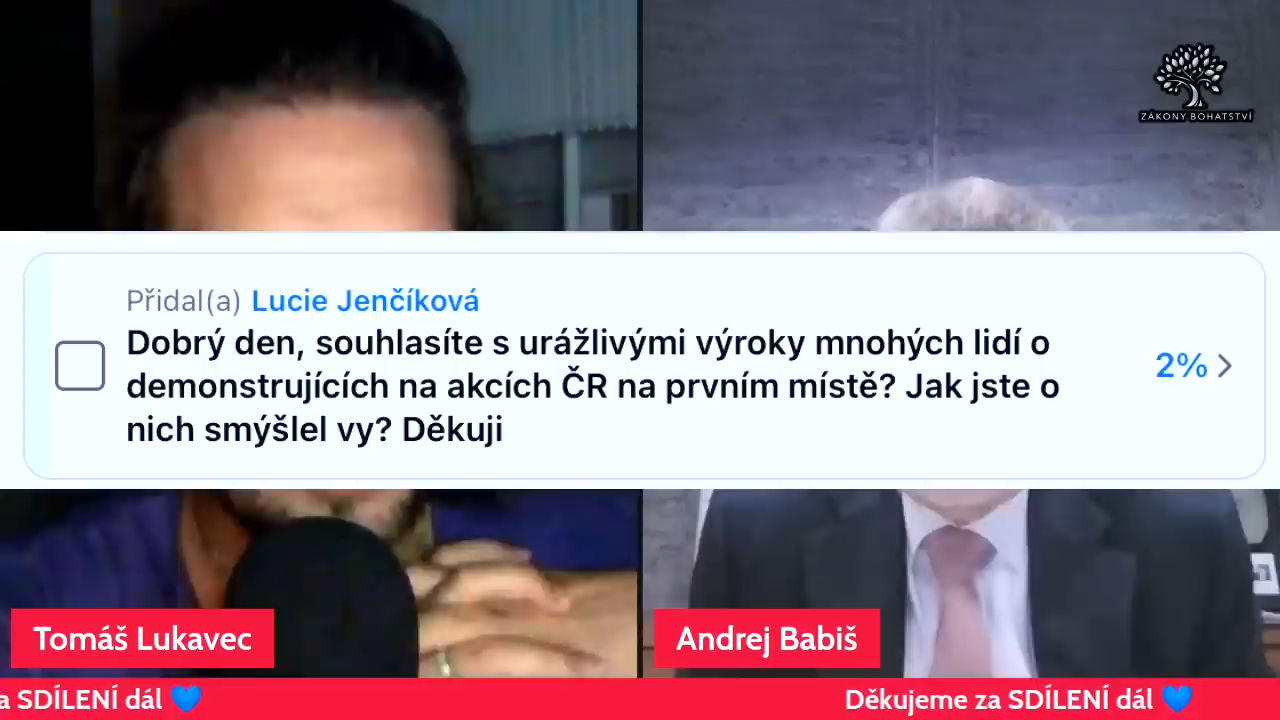 ZÁKONY BOHATSTVÍ
Přidal(a) Lucie Jenčíková
Dobrý den, souhlasíte s urážlivými výroky mnohých lidí o
demonstrujících na akcích ČR na prvním místě? Jak jste o
nich smýšlel vy? Děkuji
2%
Tomáš Lukavec
Andrej Babiš
a SDÍLENÍ dál 💙
Děkujeme za SDÍLENÍ dál 💙